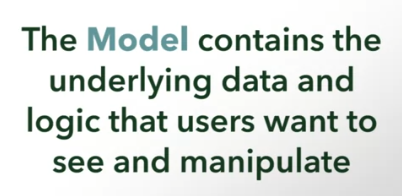 The Model contains the
underlying data and
logic that users want to
see and manipulate